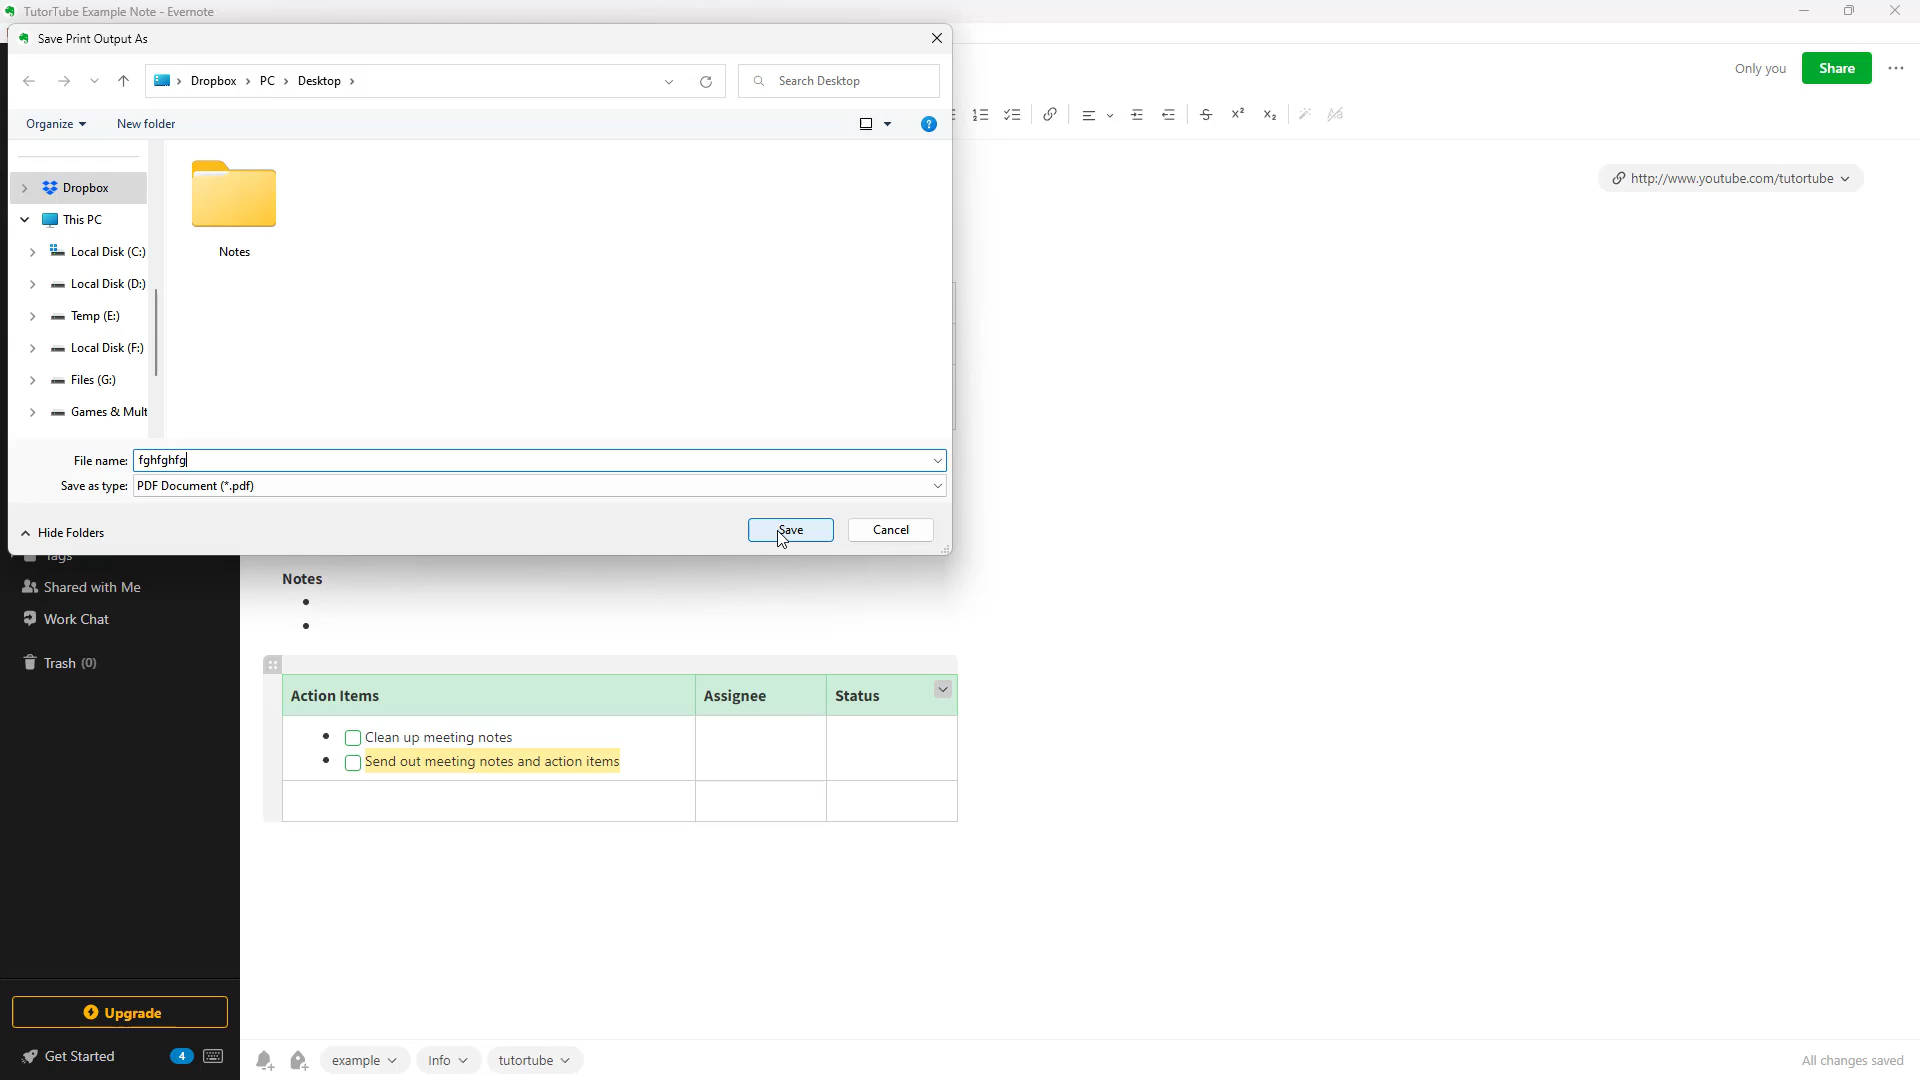 TutorTube Example Note - Evernote
Save Print Output As
Dropbox > PC > Desktop >
Search Desktop
Only you
Share
Organize
New folder
http://www.youtube.com/tutortube
Dropbox
This PC
Local Disk (C:)
Local Disk (D:)
Temp (E:)
Local Disk (F:)
Files (G:)
Games & Mult
Notes
File name: fghfghfg
Save as type: PDF Document (*.pdf)
Hide Folders
Save
Cancel
Tags
Shared with Me
Work Chat
Trash (0)
Notes
Action Items Assignee Status
Clean up meeting notes
Send out meeting notes and action items
Upgrade
Get Started 4
example
Info
tutortube
All changes saved